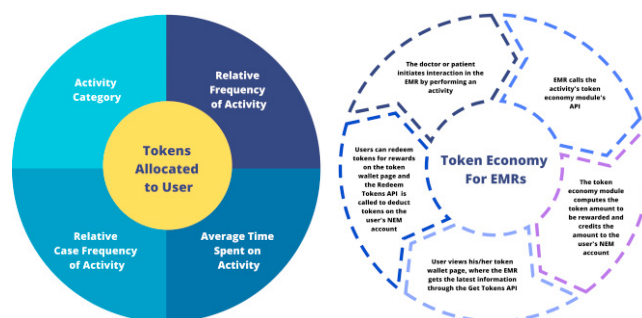 Activity
Category
Relative
Frequency
of Activity
Tokens
Allocated
to User
Relative
Case Frequency
of Activity
Average Time
Spent on
Activity
The doctor or patient
initiates interaction in the
EMR by performing an
activity
EMR calls the
activity's token
economy module's
API
Users can redeem
tokens for rewards
on the token
wallet page and
the Redeem
Tokens API is
called to deduct
tokens on the
user's NEM
account
Token Economy
For EMRs
The token
economy module
computes the
token amount to
be rewarded and
credits the
amount to the
user's NEM
account
User views his/her token
wallet page, where the EMR
gets the latest information
through the Get Tokens API